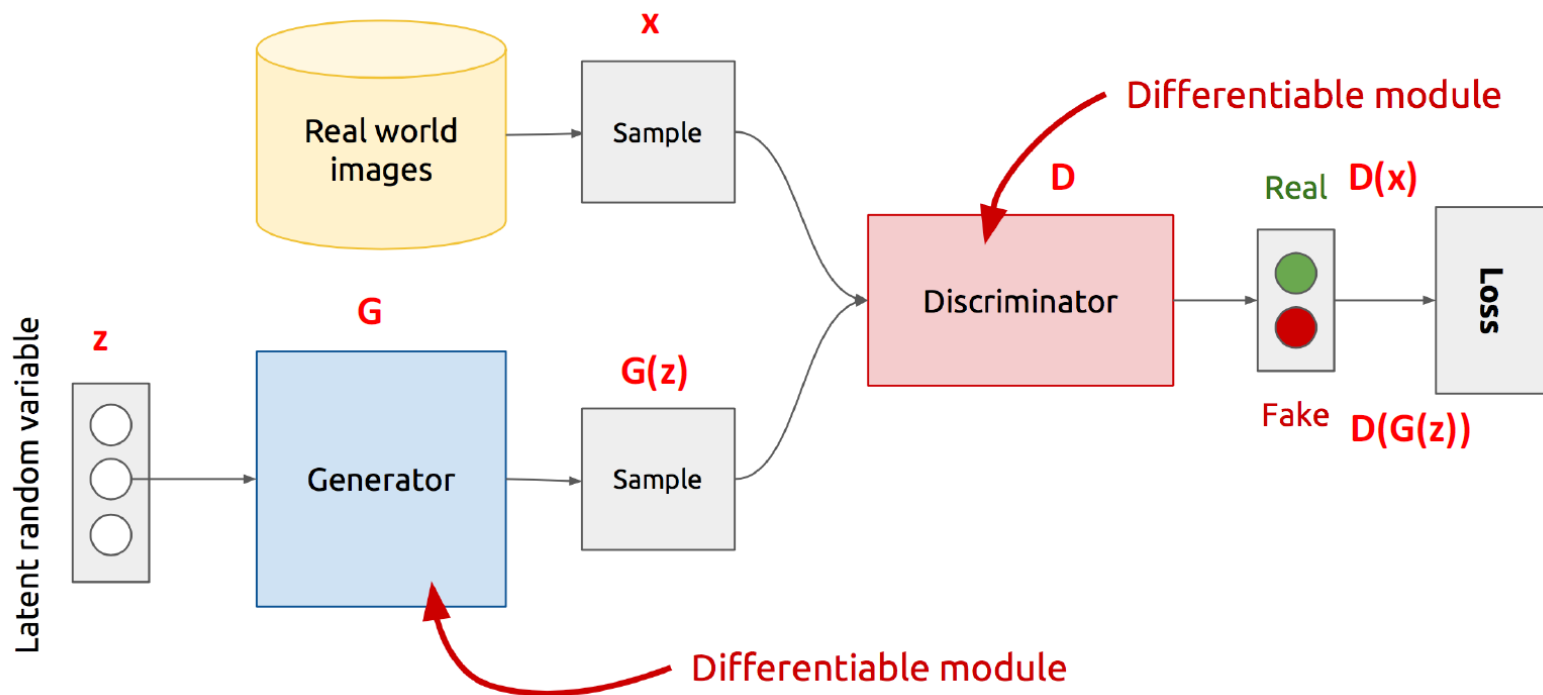 x
Real world
images
Sample
Differentiable module
D
Real
D(x)
Discriminator
Loss
Fake
D(G(z))
Latent random variable
z
G
Generator
G(z)
Sample
Differentiable module